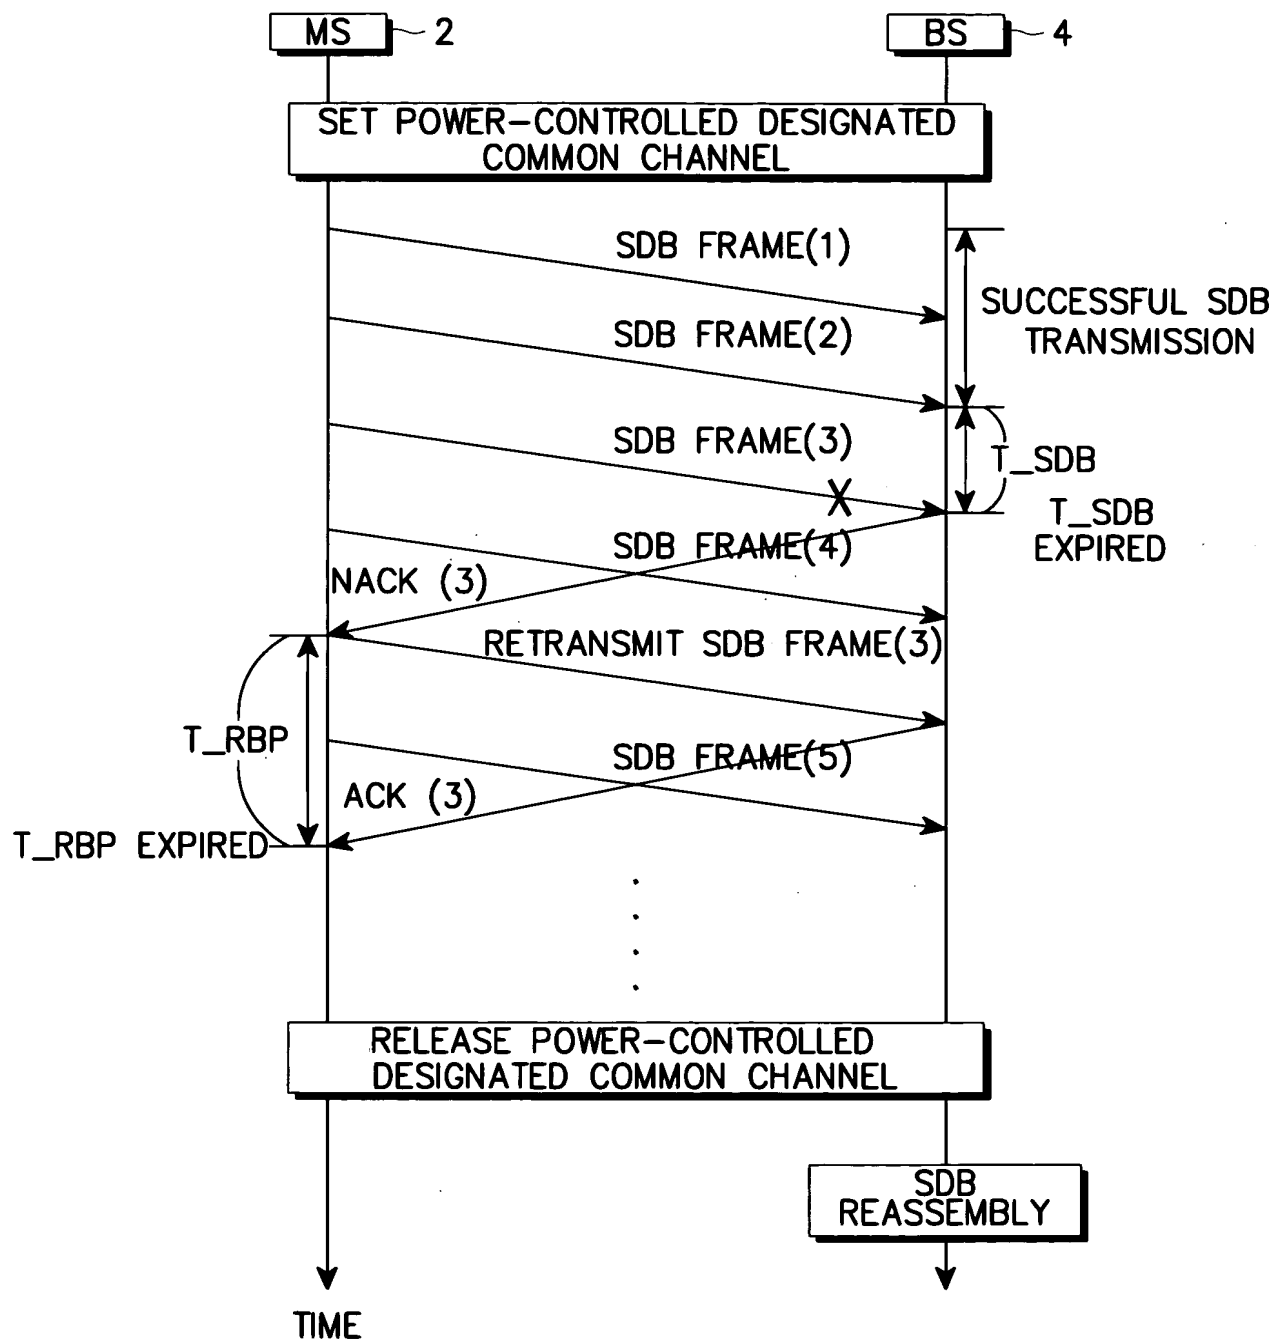 MS 2
BS 4
SET POWER-CONTROLLED DESIGNATED
COMMON CHANNEL
SDB FRAME(1)
SUCCESSFUL SDB
TRANSMISSION
SDB FRAME(2)
SDB FRAME(3)
T_SDB
X
T_SDB
EXPIRED
SDB FRAME(4)
NACK (3)
RETRANSMIT SDB FRAME(3)
T_RBP
SDB FRAME(5)
ACK (3)
T_RBP EXPIRED
RELEASE POWER-CONTROLLED
DESIGNATED COMMON CHANNEL
SDB
REASSEMBLY
TIME